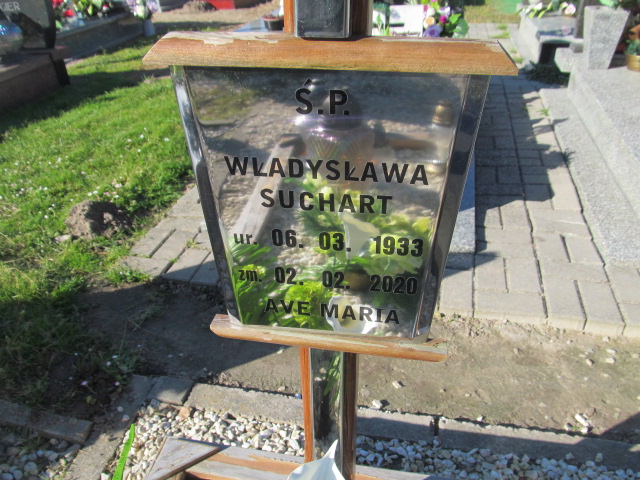 Ś.P.
WŁADYSŁAWA
SUCHART
ur. 06. 03. 1933
zm. 02. 02. 2020
AVE MARIA